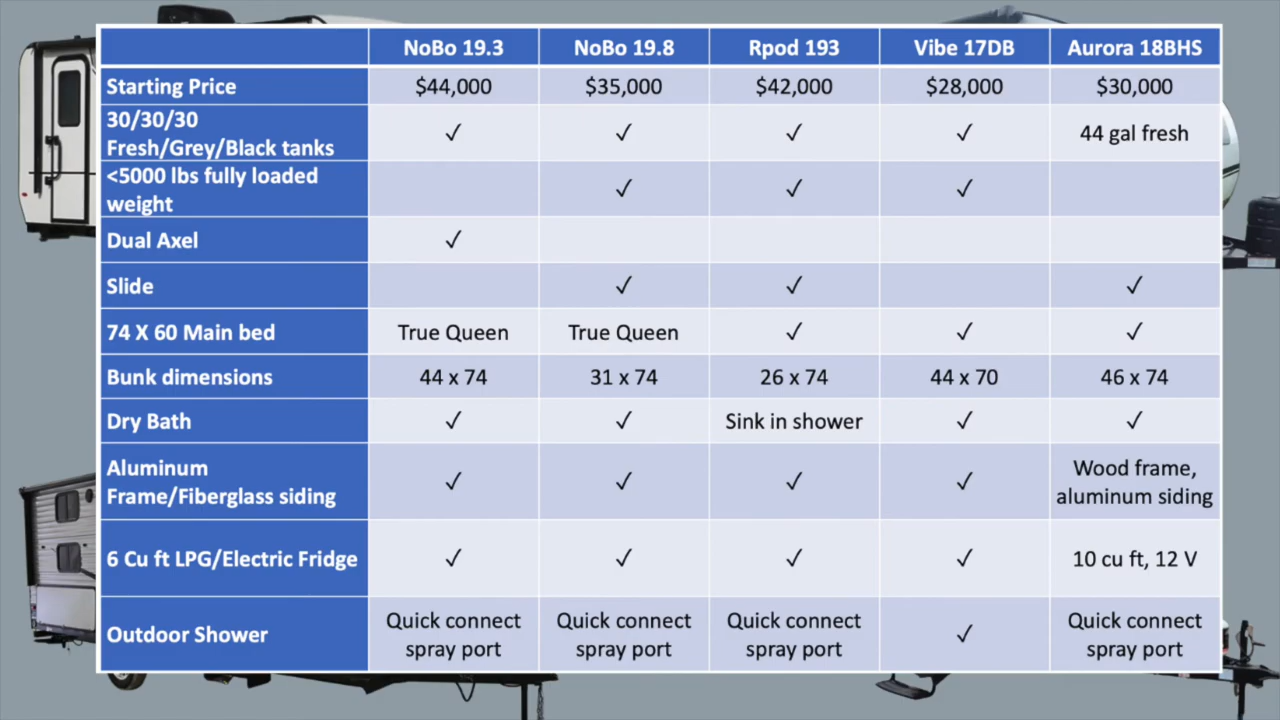 NoBo 19.3 NoBo 19.8 Rpod 193 Vibe 17DB Aurora 18BHS
Starting Price $44,000 $35,000 $42,000 $28,000 $30,000
30/30/30
Fresh/Grey/Black tanks ✓ ✓ ✓ ✓ 44 gal fresh
<5000 lbs fully loaded
weight ✓ ✓ ✓
Dual Axel ✓
Slide ✓ ✓ ✓
74 X 60 Main bed True Queen True Queen ✓ ✓ ✓
Bunk dimensions 44 x 74 31 x 74 26 x 74 44 x 70 46 x 74
Dry Bath ✓ ✓ Sink in shower ✓ ✓
Aluminum
Frame/Fiberglass siding ✓ ✓ ✓ ✓ Wood frame,
aluminum siding
6 Cu ft LPG/Electric Fridge ✓ ✓ ✓ ✓ 10 cu ft, 12 V
Outdoor Shower Quick connect Quick connect Quick connect ✓ Quick connect
spray port spray port spray port spray port